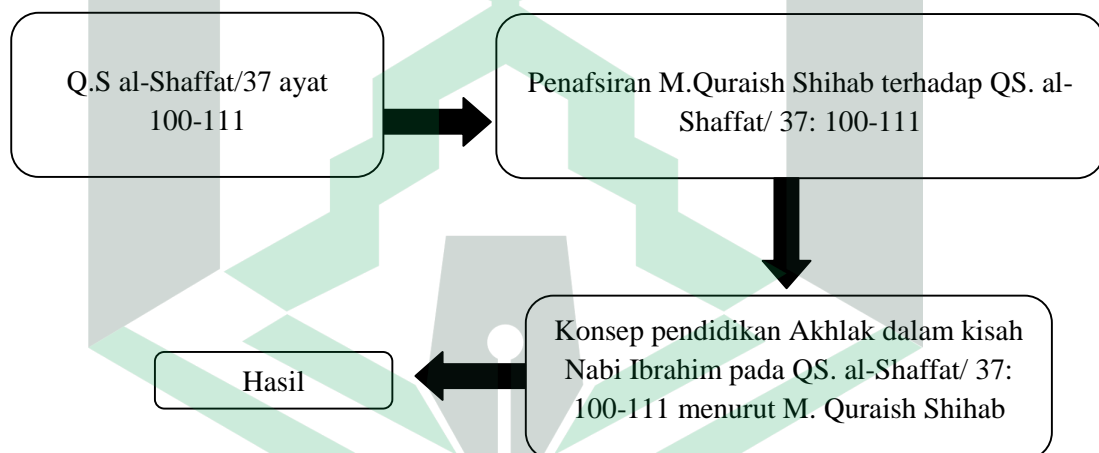 Q.S al-Shaffat/37 ayat
100-111
Penafsiran M.Quraish Shihab terhadap QS. al-
Shaffat/ 37: 100-111
Konsep pendidikan Akhlak dalam kisah
Nabi Ibrahim pada QS. al-Shaffat/ 37:
100-111 menurut M. Quraish Shihab
Hasil